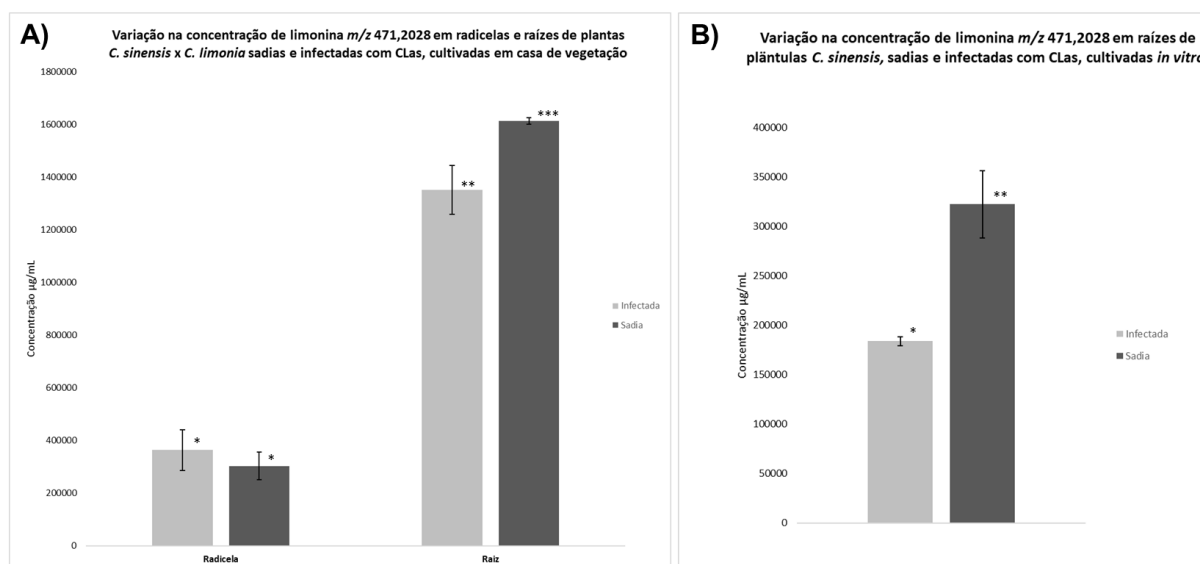 A)
Variação na concentração de limonina m/z 471,2028 em radicelas e raízes de plantas
C. sinensis x C. limonia sadias e infectadas com CLas, cultivadas em casa de vegetação
1800000
1600000
1400000
1200000
1000000
800000
600000
400000
200000
0
Concentração µg/mL
*
*
**
***
Radicela
Raiz
Infectada
Sadia
B)
Variação na concentração de limonina m/z 471,2028 em raízes de
plântulas C. sinensis, sadias e infectadas com CLas, cultivadas in vitro
400000
350000
300000
250000
200000
150000
100000
50000
0
Concentração µg/mL
*
**
Infectada
Sadia